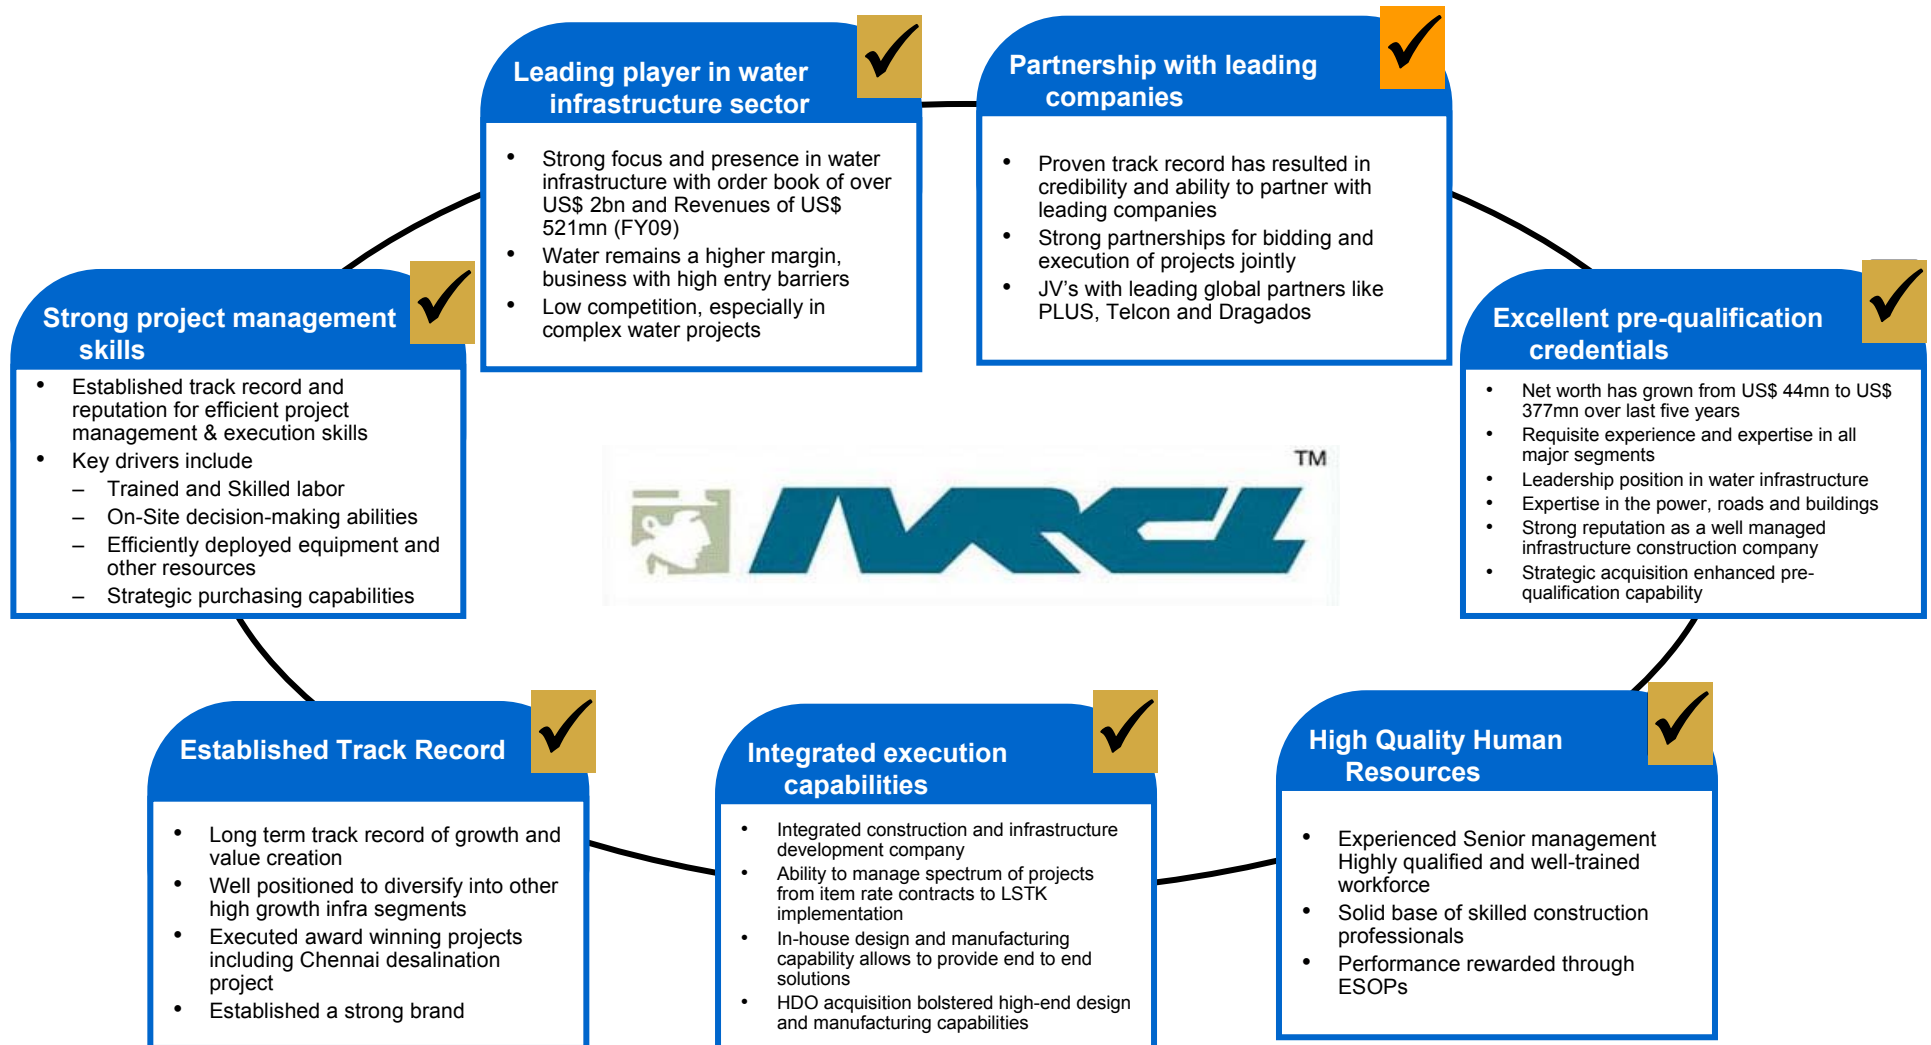 Leading player in water
infrastructure sector
• Strong focus and presence in water
infrastructure with order book of over
US$ 2bn and Revenues of US$
521mn (FY09)
• Water remains a higher margin,
business with high entry barriers
• Low competition, especially in
complex water projects
Partnership with leading
companies
• Proven track record has resulted in
credibility and ability to partner with
leading companies
• Strong partnerships for bidding and
execution of projects jointly
• JV's with leading global partners like
PLUS, Telcon and Dragados
Strong project management
skills
• Established track record and
reputation for efficient project
management & execution skills
• Key drivers include
– Trained and Skilled labor
– On-Site decision-making abilities
– Efficiently deployed equipment and
other resources
– Strategic purchasing capabilities
IVRCL
TM
Excellent pre-qualification
credentials
• Net worth has grown from US$ 44mn to US$
377mn over last five years
• Requisite experience and expertise in all
major segments
• Leadership position in water infrastructure
• Expertise in the power, roads and buildings
• Strong reputation as a well managed
infrastructure construction company
• Strategic acquisition enhanced pre-
qualification capability
Established Track Record
• Long term track record of growth and
value creation
• Well positioned to diversify into other
high growth infra segments
• Executed award winning projects
including Chennai desalination
project
• Established a strong brand
Integrated execution
capabilities
• Integrated construction and infrastructure
development company
• Ability to manage spectrum of projects
from item rate contracts to LSTK
implementation
• In-house design and manufacturing
capability allows to provide end to end
solutions
• HDO acquisition bolstered high-end design
and manufacturing capabilities
High Quality Human
Resources
• Experienced Senior management
Highly qualified and well-trained
workforce
• Solid base of skilled construction
professionals
• Performance rewarded through
ESOPs